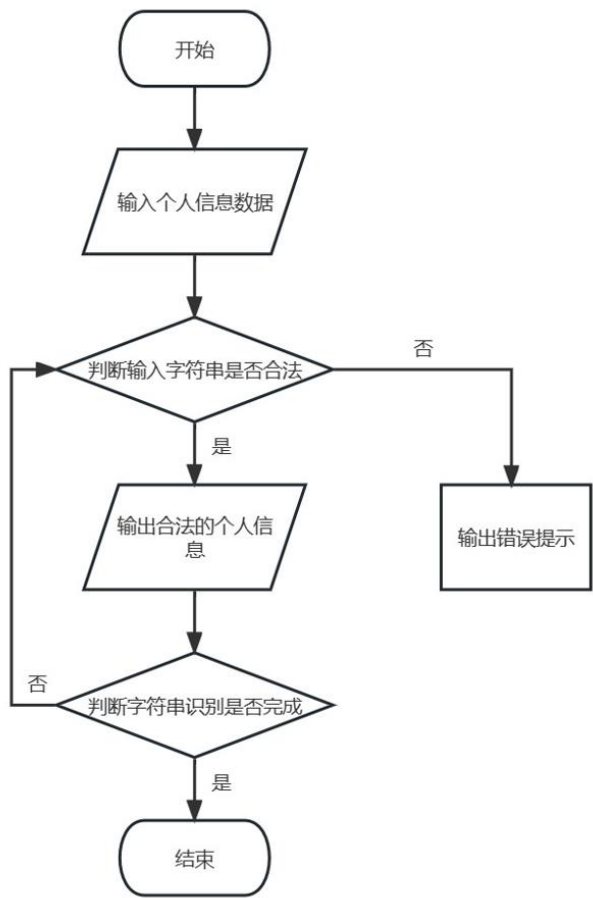 开始
输入个人信息数据
判断输入字符串是否合法
否
是
输出合法的个人信
息
输出错误提示
否
判断字符串识别是否完成
是
结束